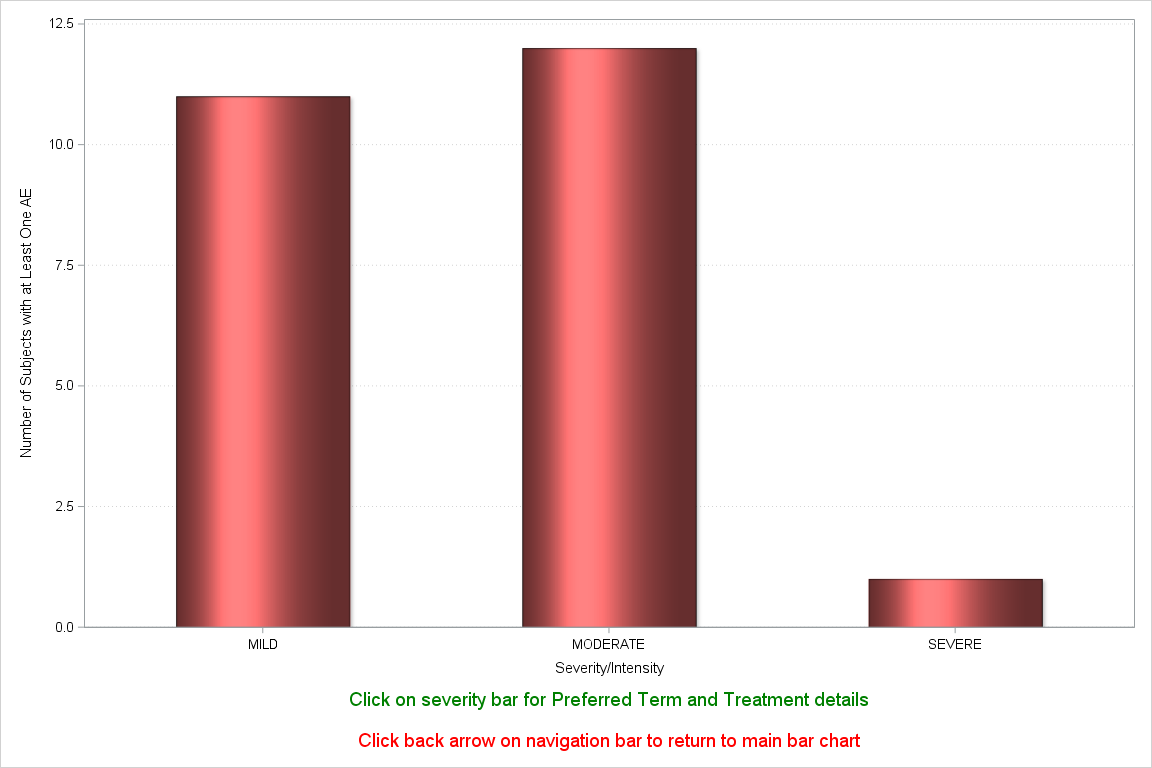 12.5
10.0
7.5
5.0
2.5
0.0
Number of Subjects with at Least One AE
MILD
MODERATE
SEVERE
Severity/Intensity
Click on severity bar for Preferred Term and Treatment details
Click back arrow on navigation bar to return to main bar chart